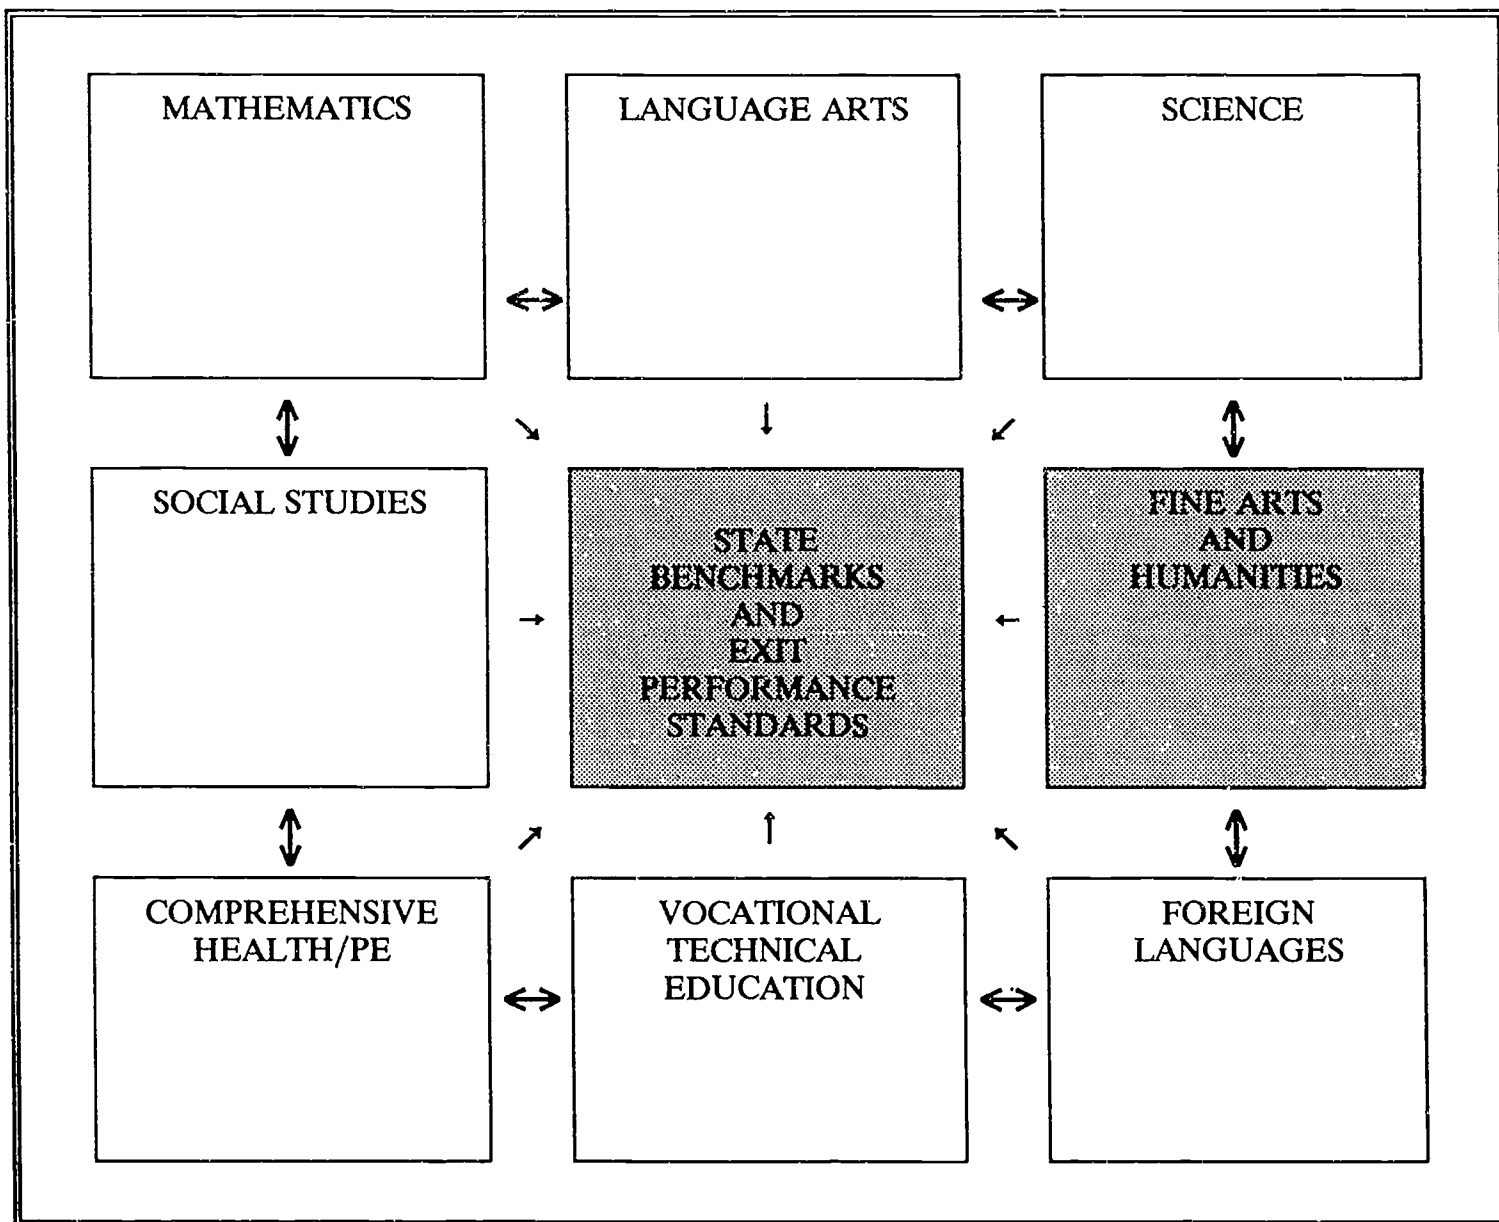 MATHEMATICS
LANGUAGE ARTS
SCIENCE
SOCIAL STUDIES
STATE
BENCHMARKS
AND
EXIT
PERFORMANCE
STANDARDS
FINE ARTS
AND
HUMANITIES
COMPREHENSIVE
HEALTH/PE
VOCATIONAL
TECHNICAL
EDUCATION
FOREIGN
LANGUAGES